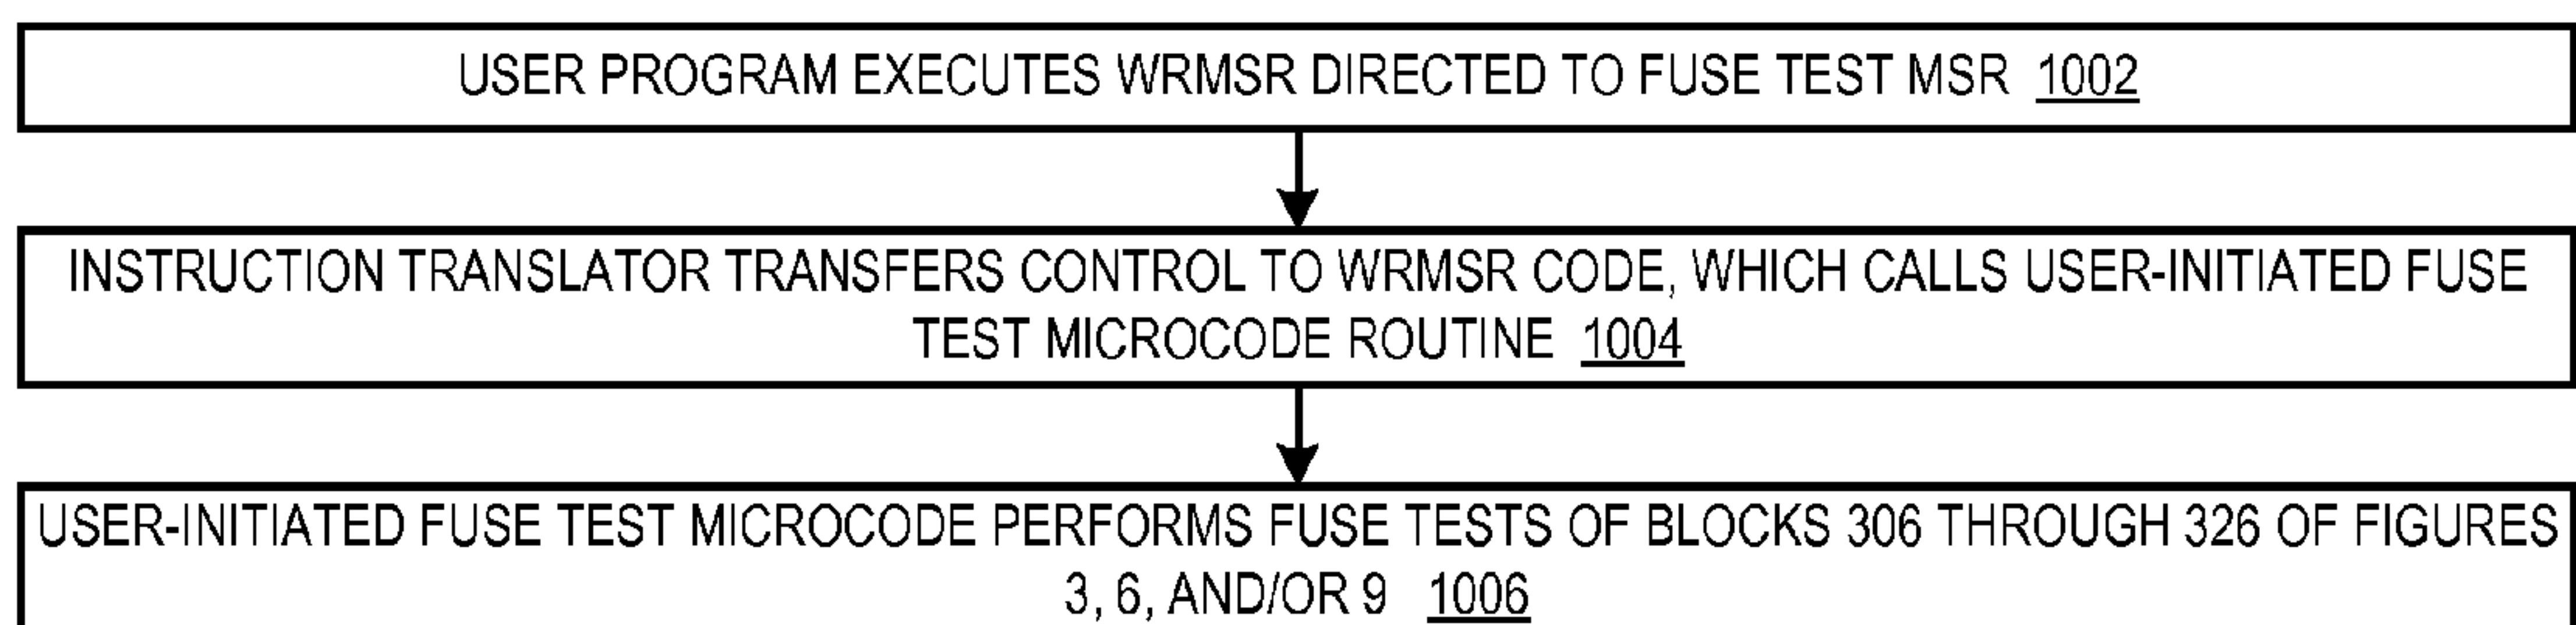 USER PROGRAM EXECUTES WRMSR DIRECTED TO FUSE TEST MSR 1002
INSTRUCTION TRANSLATOR TRANSFERS CONTROL TO WRMSR CODE, WHICH CALLS USER-INITIATED FUSE
TEST MICROCODE ROUTINE 1004
USER-INITIATED FUSE TEST MICROCODE PERFORMS FUSE TESTS OF BLOCKS 306 THROUGH 326 OF FIGURES
3, 6, AND/OR 9 1006